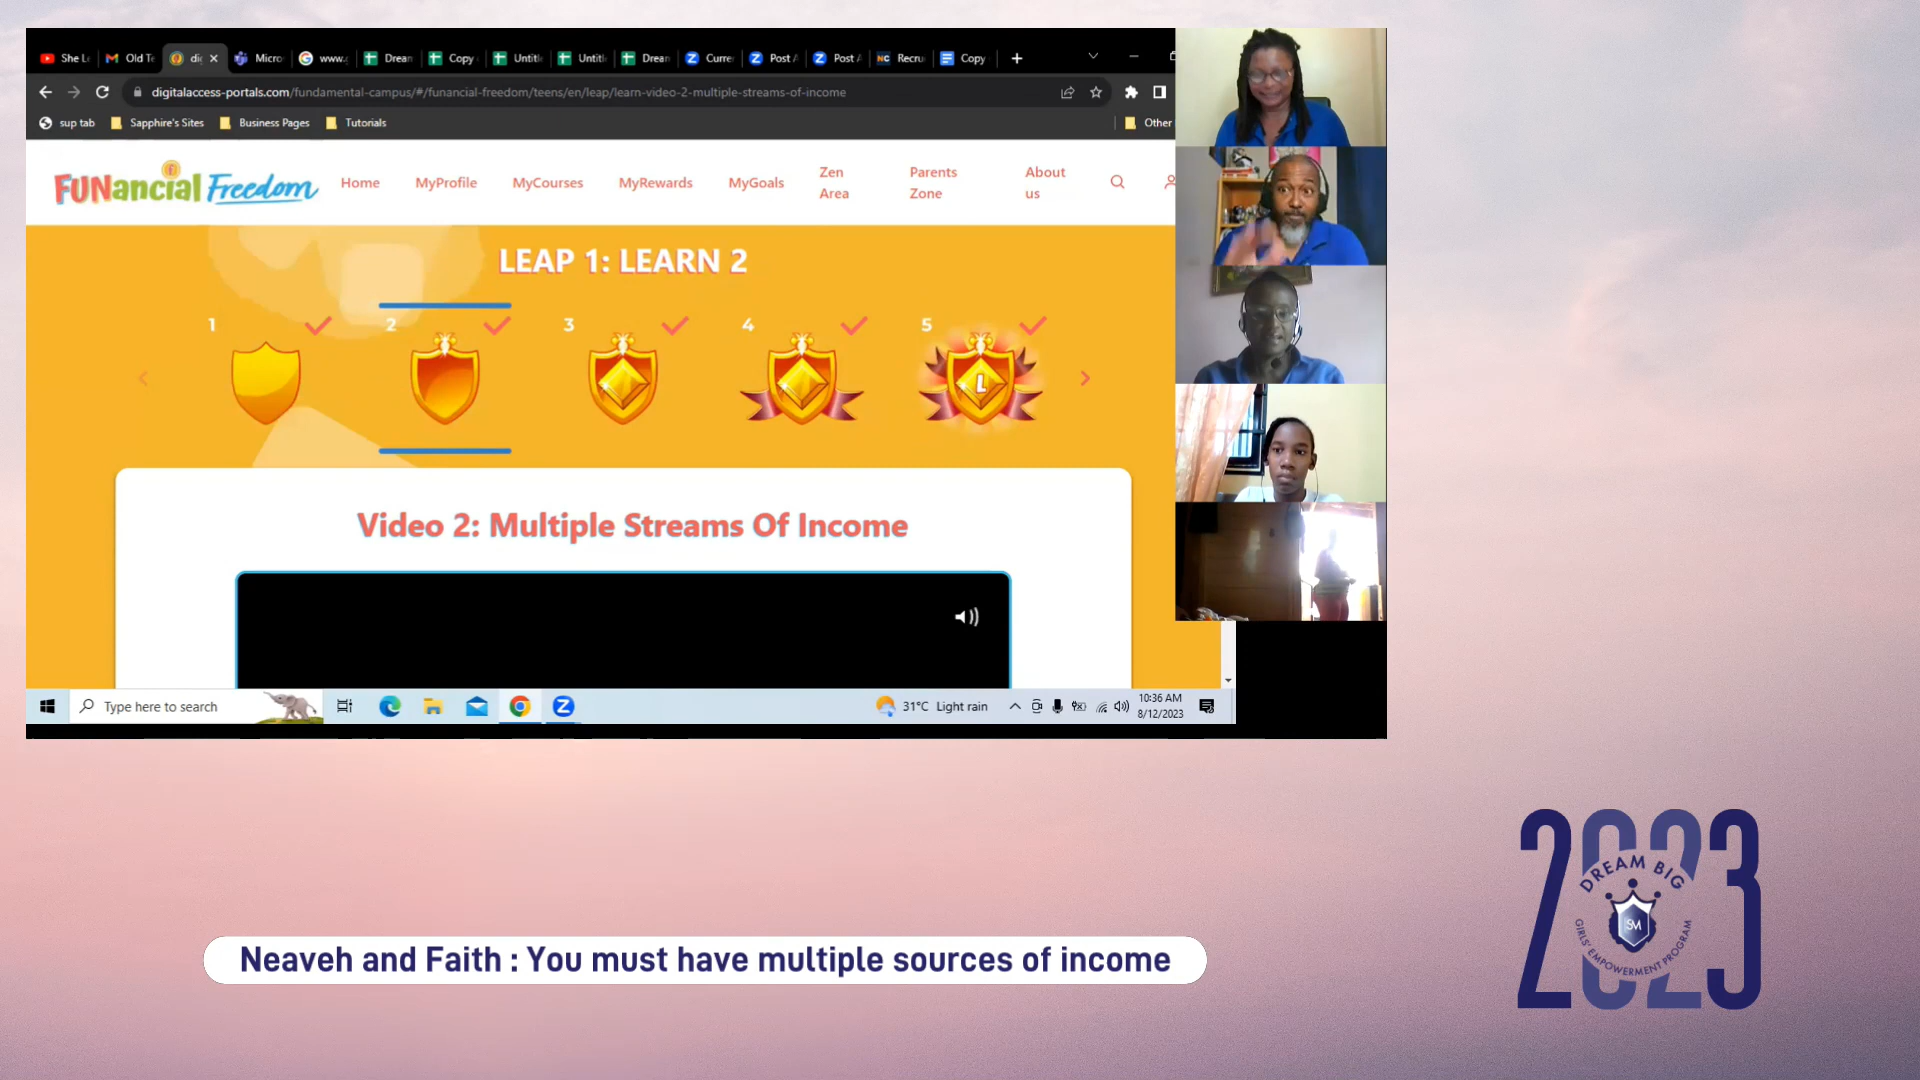 She L
Old Te
di
Micro
www.
Drean
Copy
Untitl
Untitl
Drean
Curre
Post A
Post A
NC Recru
Copy
digitalaccess-portals.com/fundamental-campus/#/funancial-freedom/teens/en/leap/learn-video-2-multiple-streams-of-income
sup tab
Sapphire's Sites
Business Pages
Tutorials
Other
FUNancial Freedom
Home
MyProfile
MyCourses
MyRewards
MyGoals
Zen
Area
Parents
Zone
About
us
LEAP 1: LEARN 2
1
2
3
4
5
L
Video 2: Multiple Streams Of Income
Type here to search
31°C Light rain
10:36 AM
8/12/2023
2023
DREAM BIG
SM
GIRLS' EMPOWERMENT PROGRAM
Neaveh and Faith : You must have multiple sources of income